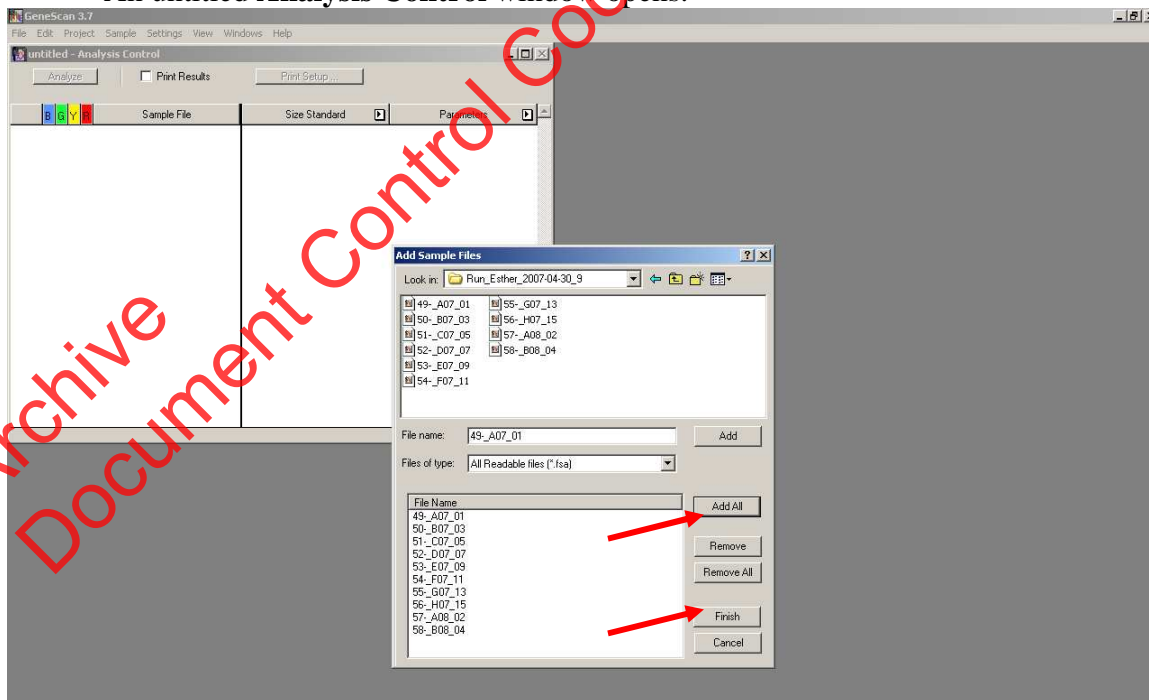 An untitled Analysis Control window opens.
GeneScan 3.7
File Edit Project Sample Settings View Windows Help
untitled - Analysis Control
Analyze Print Results Print Setup ...
B G Y R Sample File Size Standard Parameters
Add Sample Files
Look in: Run_Esther_2007-04-30_9
49-_A07_01 55-_G07_13
50-_B07_03 56-_H07_15
51-_C07_05 57-_A08_02
52-_D07_07 58-_B08_04
53-_E07_09
54-_F07_11
File name: 49-_A07_01 Add
Files of type: All Readable files (*.fsa)
File Name Add All
49-_A07_01
50-_B07_03
51-_C07_05
52-_D07_07
53-_E07_09
54-_F07_11
55-_G07_13
56-_H07_15
57-_A08_02
58-_B08_04
Remove
Remove All
Finish
Cancel
Archive
Document Control